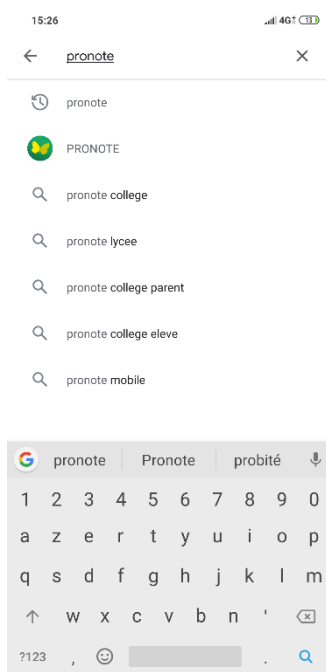 15:26 4G 13
pronote
pronote
PRONOTE
pronote college
pronote lycee
pronote college parent
pronote college eleve
pronote mobile
G pronote Pronote probité
1 2 3 4 5 6 7 8 9 0
a z e r t y u i o p
q s d f g h j k l m
w x c v b n '
?123 , .